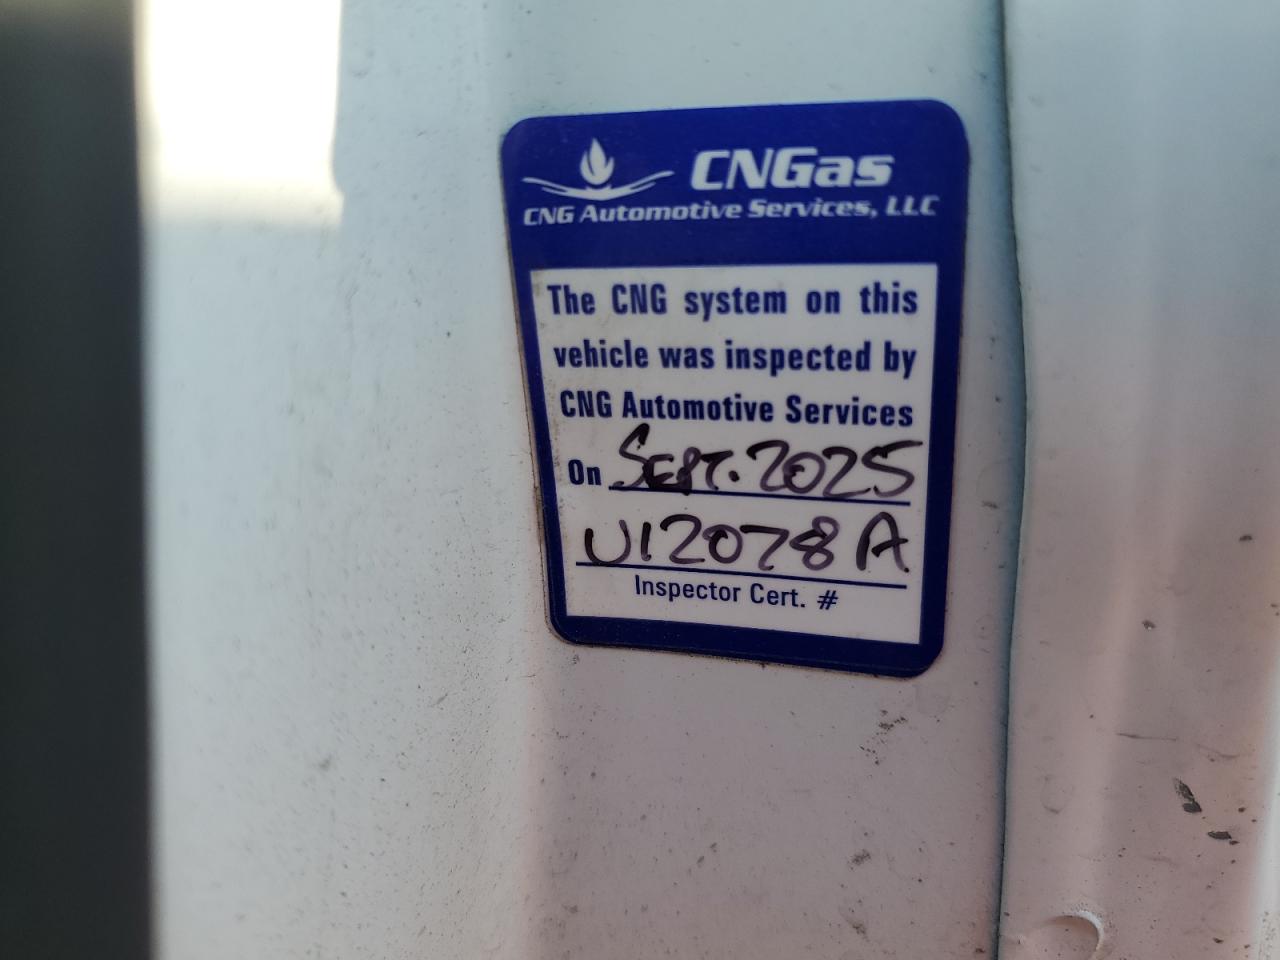 CNGas
CNG Automotive Services, LLC
The CNG system on this
vehicle was inspected by
CNG Automotive Services
On Sept. 2025
U12078A
Inspector Cert. #